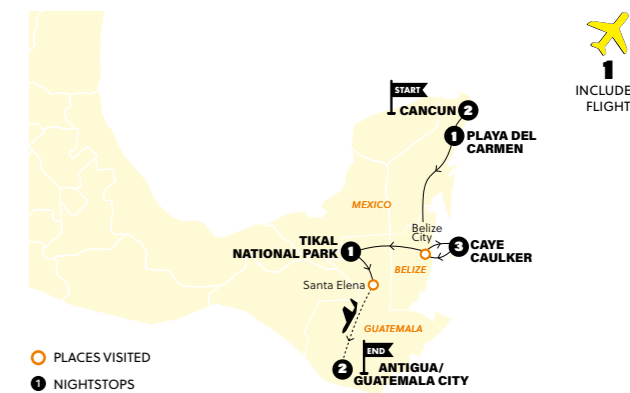 1
INCLUDE
FLIGHT
START
CANCUN 2
1 PLAYA DEL
CARMEN
MEXICO
Belize
City
3 CAYE
CAULKER
TIKAL
NATIONAL PARK 1
BELIZE
Santa Elena
GUATEMALA
END
2 ANTIGUA/
GUATEMALA CITY
PLACES VISITED
1 NIGHTSTOPS